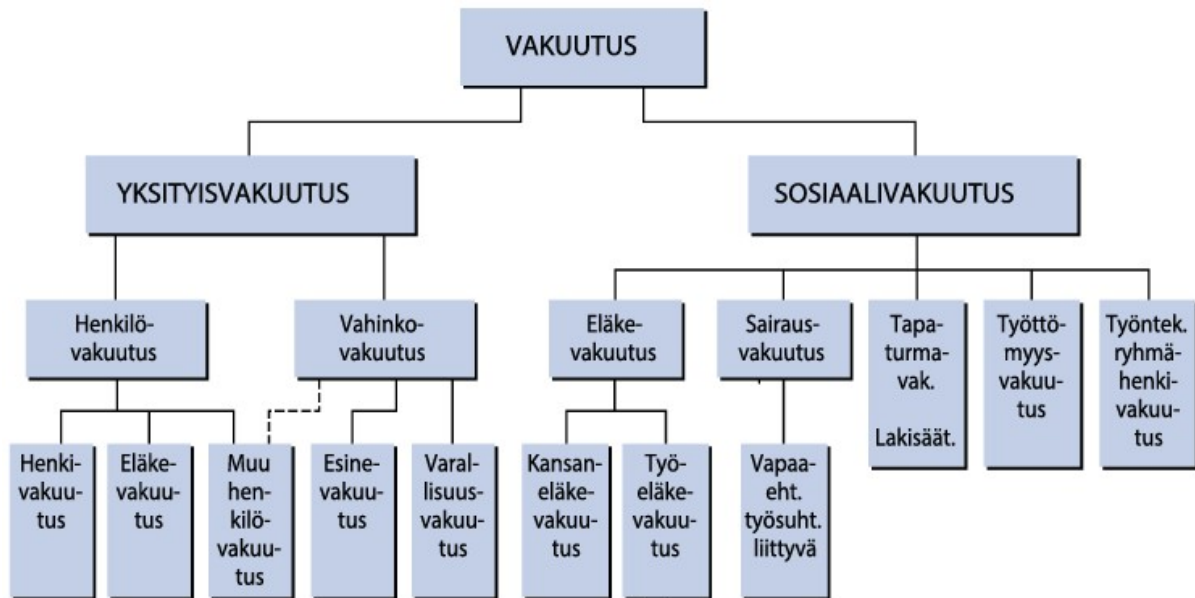 VAKUUTUS
YKSITYISVAKUUTUS
SOSIAALIVAKUUTUS
Henkilö-
vakuutus
Vahinko-
vakuutus
Eläke-
vakuutus
Sairaus-
vakuutus
Tapa-
turma-
vak.
Lakisäät.
Työttö-
myys-
vakuu-
tus
Työntek.
ryhmä-
henki-
vakuu-
tus
Henki-
vakuu-
tus
Eläke-
vakuu-
tus
Muu
hen-
kilö-
vakuu-
tus
Esine-
vakuu-
tus
Varal-
lisuus-
vakuu-
tus
Kansan-
eläke-
vakuu-
tus
Työ-
eläke-
vakuu-
tus
Vapaa-
eht.
työsuht.
liittyvä